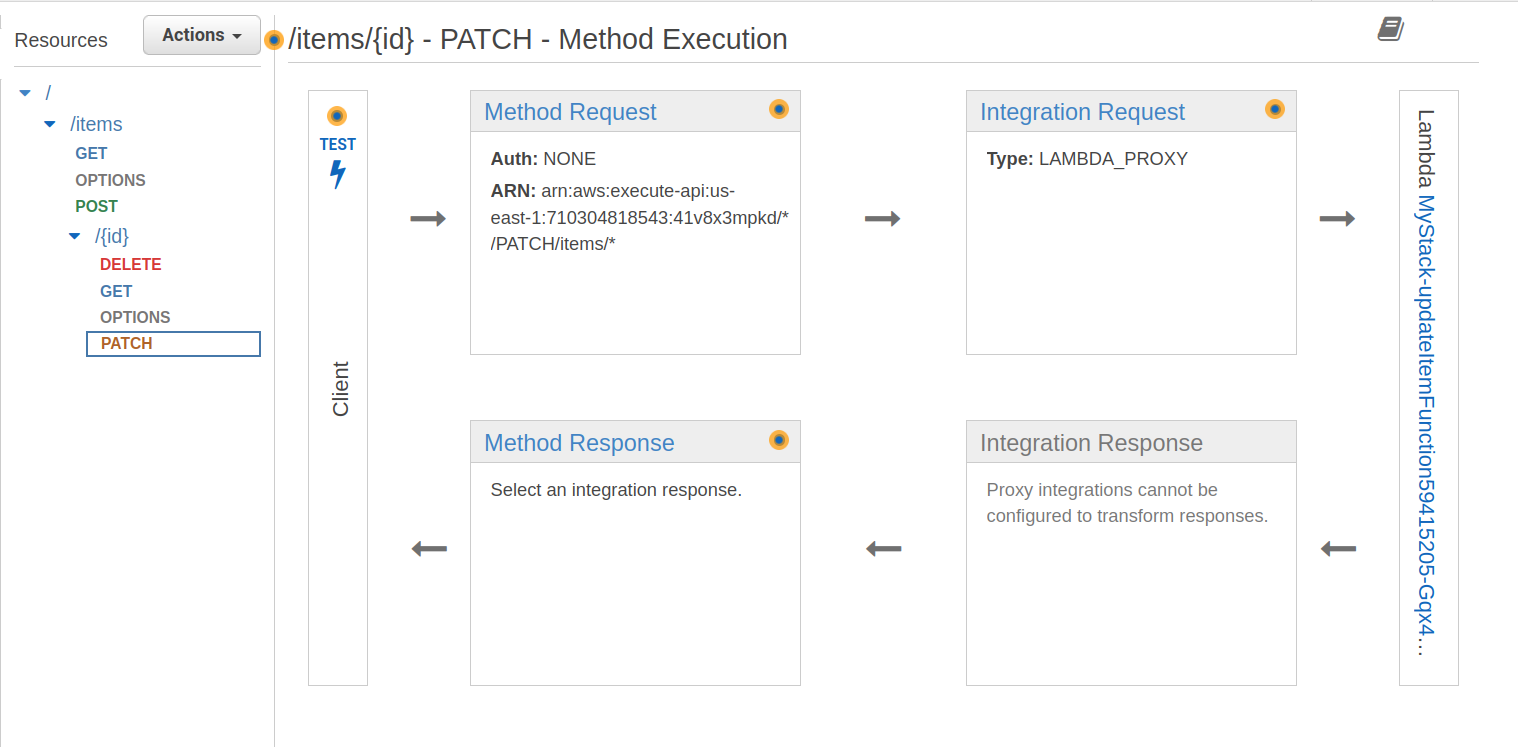 Resources
Actions
/
/items
GET
OPTIONS
POST
/{id}
DELETE
GET
OPTIONS
PATCH
/items/{id} - PATCH - Method Execution
TEST
Client
Method Request
Auth: NONE
ARN: arn:aws:execute-api:us-
east-1:710304818543:41v8x3mpkd/*
/PATCH/items/*
Integration Request
Type: LAMBDA_PROXY
Lambda MyStack-updateItemFunction59415205-Gqx4…
Method Response
Select an integration response.
Integration Response
Proxy integrations cannot be
configured to transform responses.